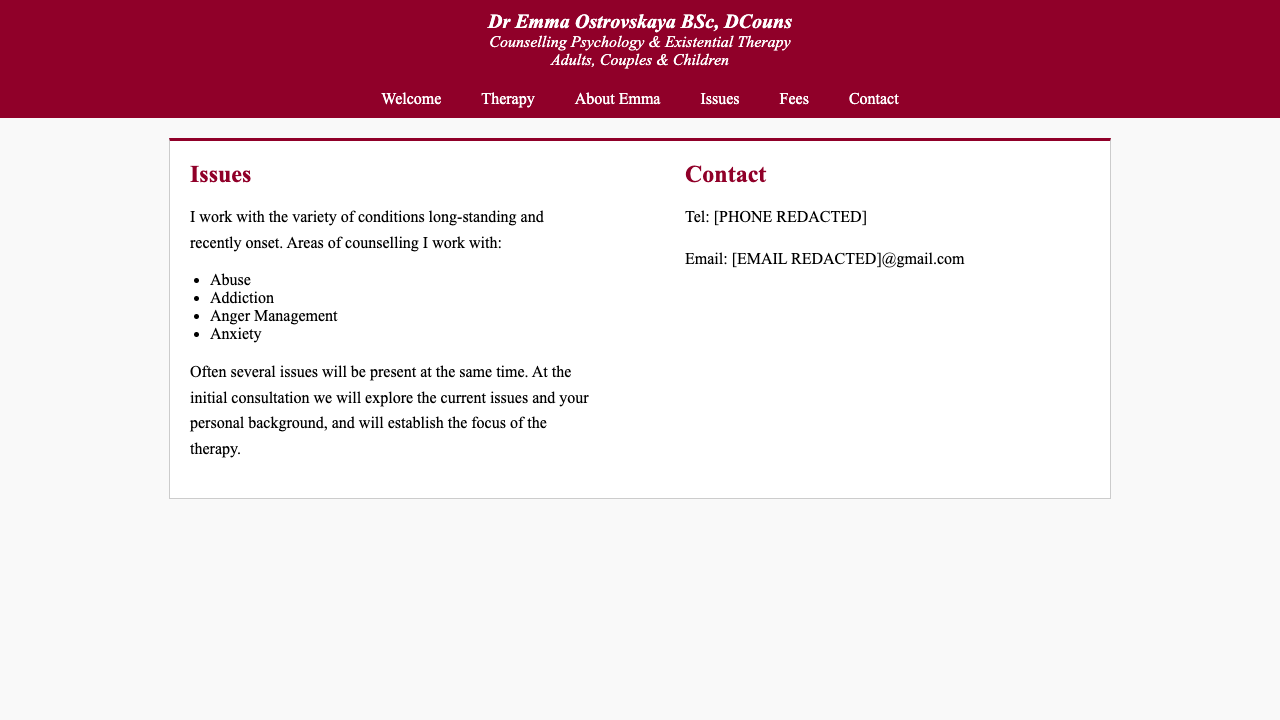 Dr Emma Ostrovskaya BSc, DCouns
Counselling Psychology & Existential Therapy
Adults, Couples & Children
Welcome Therapy About Emma Issues Fees Contact
Issues
I work with the variety of conditions long-standing and
recently onset. Areas of counselling I work with:
• Abuse
• Addiction
• Anger Management
• Anxiety
Often several issues will be present at the same time. At the
initial consultation we will explore the current issues and your
personal background, and will establish the focus of the
therapy.
Contact
Tel: [PHONE REDACTED]
Email: [EMAIL REDACTED]@gmail.com